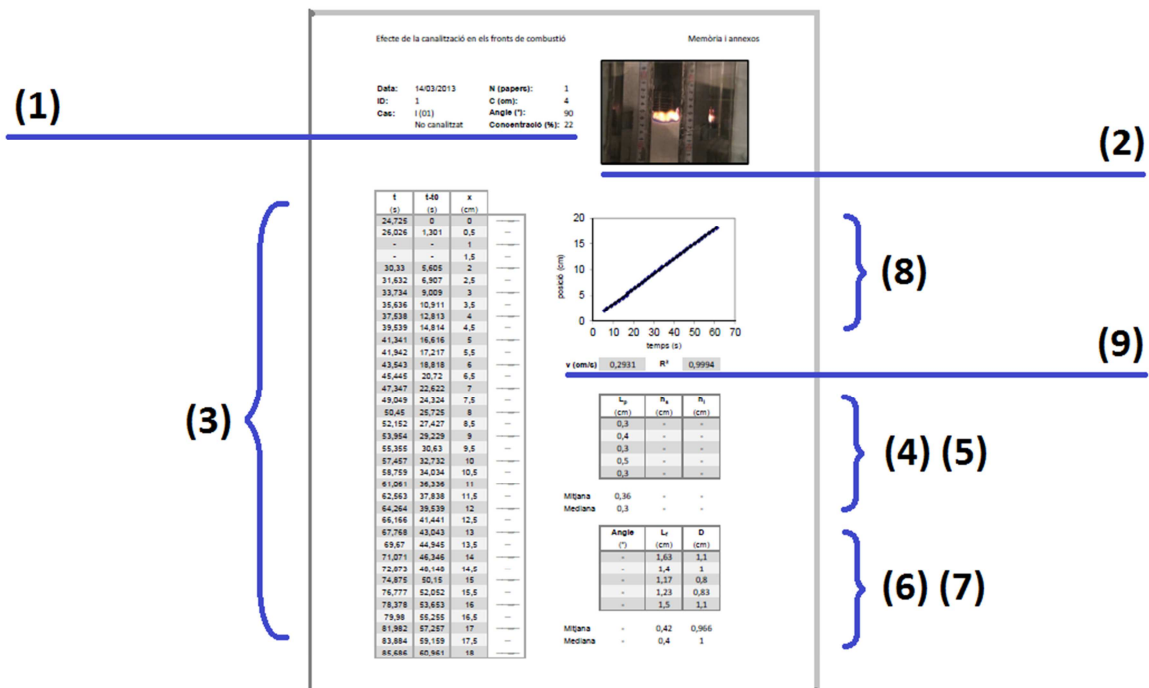 Efecte de la canalització en els fronts de combustió Memòria i annexos
Data: 14/03/2013 N (papers): 1
ID: 1 C (cm): 4
Cas: I (01) Angle (°): 90
No canalitzat Concentració (%): 22
(1)
(2)
t t-t0 x
(s) (s) (cm)
24,725 0 0
26,026 1,301 0,5
- - 1
- - 1,5
30,33 5,605 2
31,632 6,907 2,5
33,734 9,009 3
35,636 10,911 3,5
37,538 12,813 4
39,539 14,814 4,5
41,341 16,616 5
41,942 17,217 5,5
43,543 18,818 6
45,445 20,72 6,5
47,347 22,622 7
49,049 24,324 7,5
50,45 25,725 8
52,152 27,427 8,5
53,954 29,229 9
55,355 30,63 9,5
57,457 32,732 10
58,759 34,034 10,5
61,061 36,336 11
62,563 37,838 11,5
64,264 39,539 12
66,166 41,441 12,5
67,768 43,043 13
69,67 44,945 13,5
71,071 46,346 14
72,873 48,148 14,5
74,875 50,15 15
76,777 52,052 15,5
78,378 53,653 16
79,98 55,255 16,5
81,982 57,257 17
83,884 59,159 17,5
85,686 60,961 18
(3)
posició (cm)
20
15
10
5
0
0 10 20 30 40 50 60 70
temps (s)
(8)
v (cm/s) 0,2931 R² 0,9994
(9)
Lp he hi
(cm) (cm) (cm)
0,3 - -
0,4 - -
0,3 - -
0,5 - -
0,3 - -
Mitjana 0,36 - -
Mediana 0,3 - -
(4) (5)
Angle Lf D
(°) (cm) (cm)
- 1,63 1,1
- 1,4 1
- 1,17 0,8
- 1,23 0,83
- 1,5 1,1
Mitjana - 0,42 0,966
Mediana - 0,4 1
(6) (7)